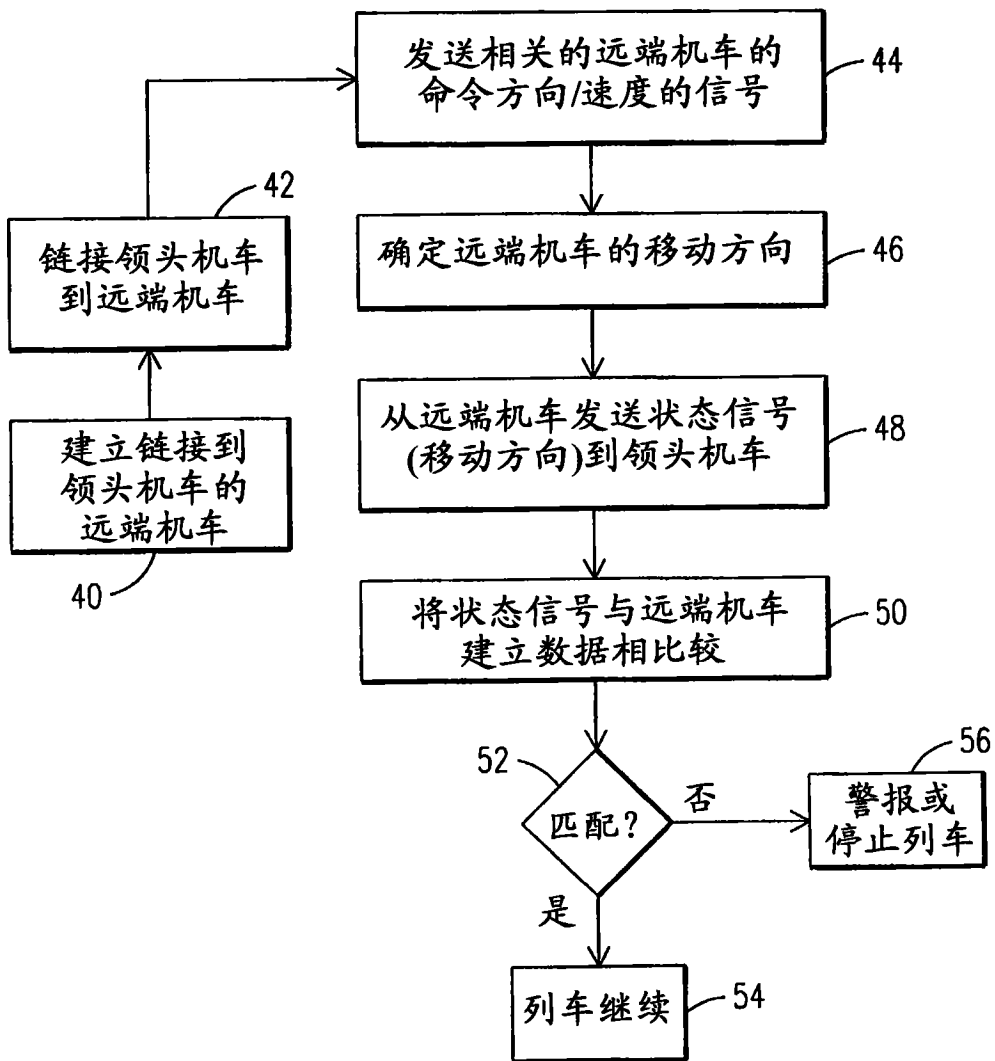 发送相关的远端机车的
命令方向/速度的信号
44
42
链接领头机车
到远端机车
确定远端机车的移动方向
46
从远端机车发送状态信号
(移动方向)到领头机车
48
建立链接到
领头机车的
远端机车
40
将状态信号与远端机车
建立数据相比较
50
52
匹配?
否
56
警报或
停止列车
是
列车继续
54